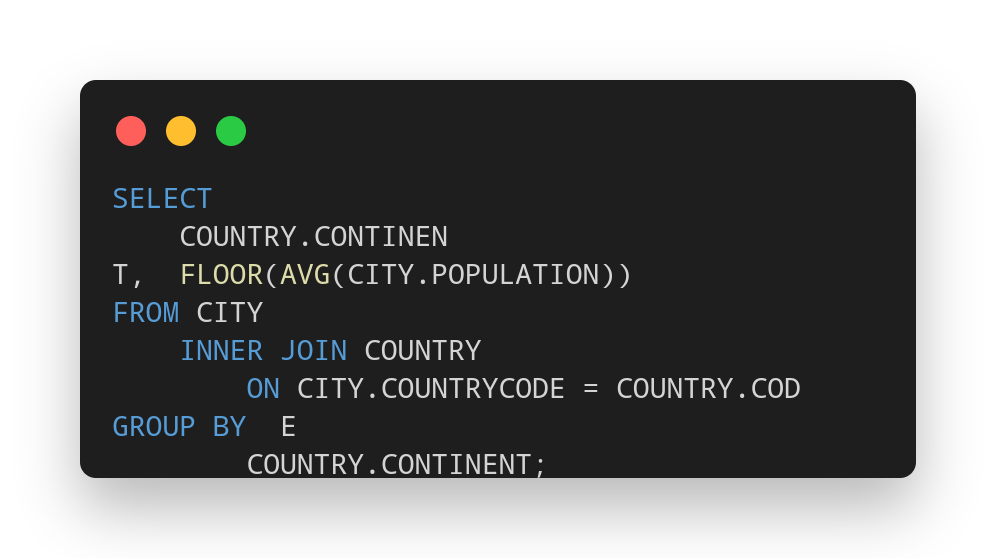 SELECT
    COUNTRY.CONTINEN
T,  FLOOR(AVG(CITY.POPULATION))
FROM CITY
    INNER JOIN COUNTRY
        ON CITY.COUNTRYCODE = COUNTRY.COD
GROUP BY  E
        COUNTRY.CONTINENT;